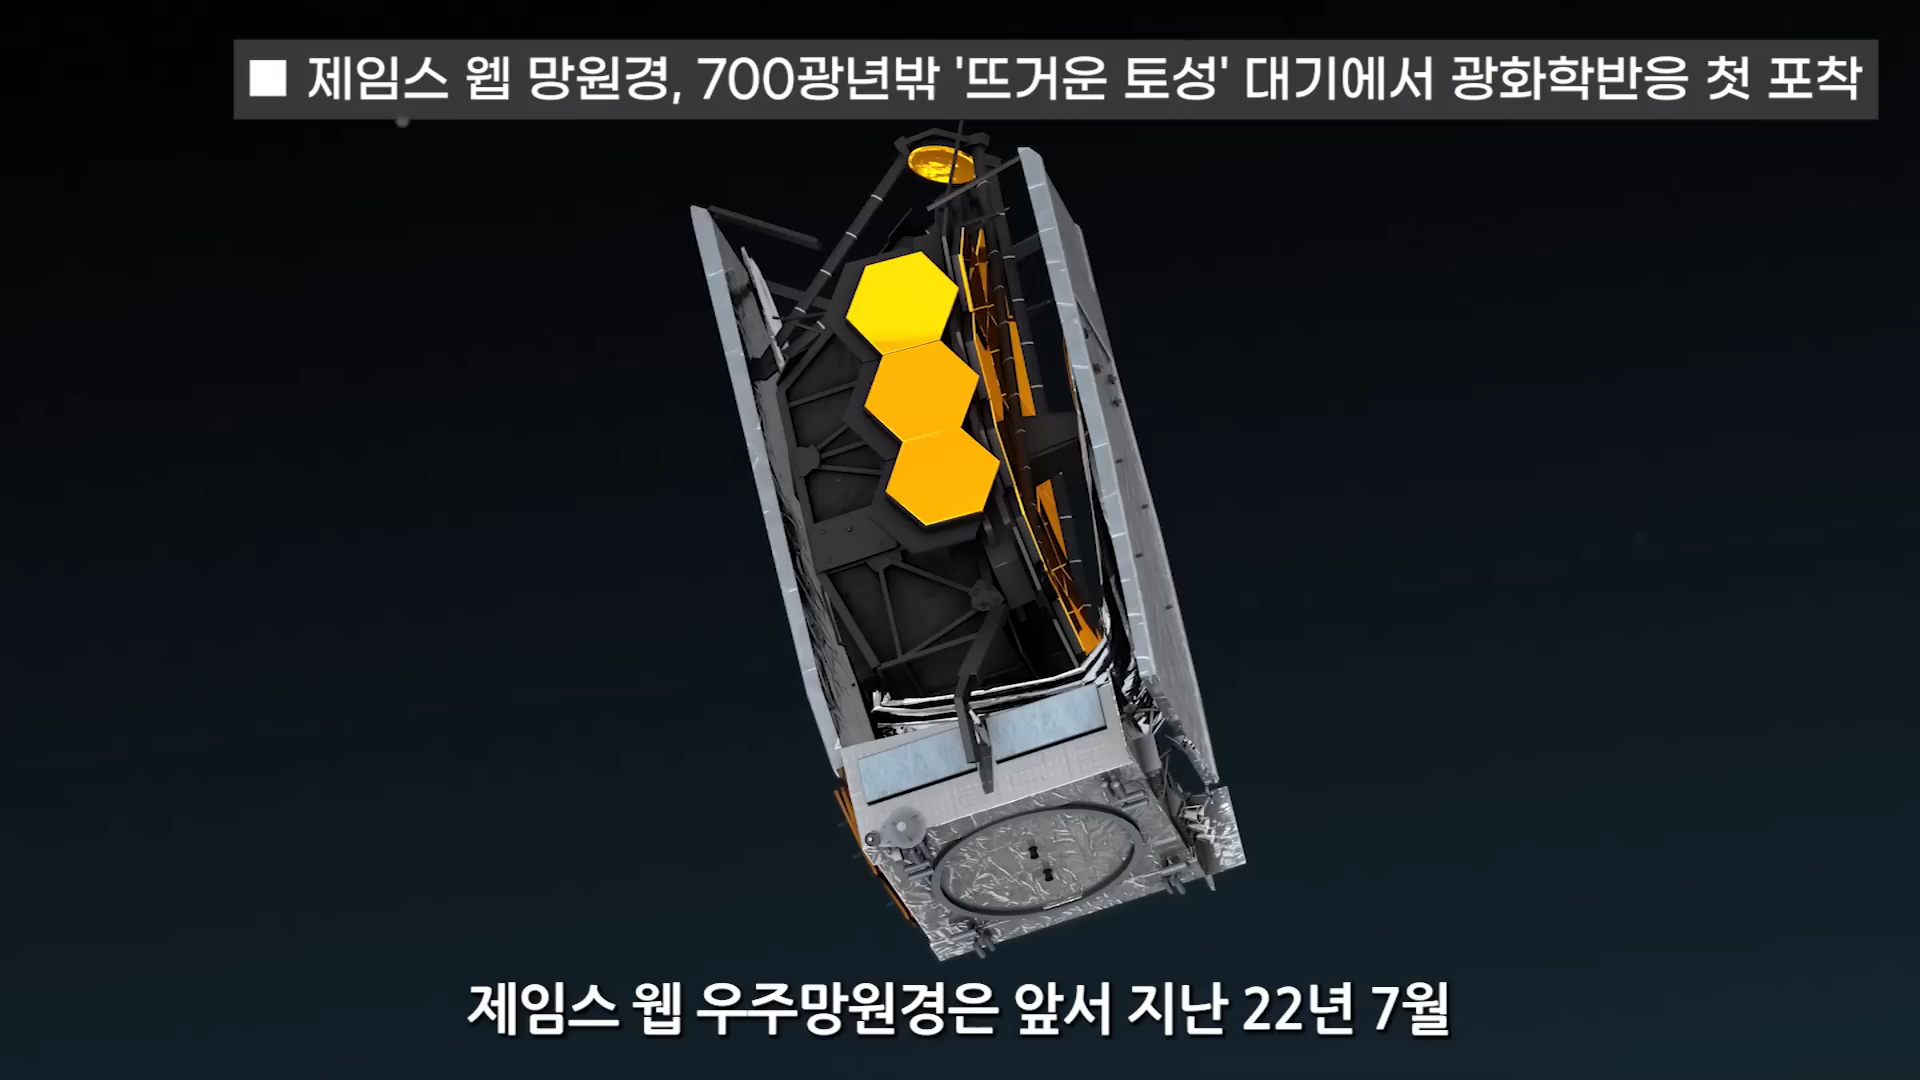 ■ 제임스 웹 망원경, 700광년밖 '뜨거운 토성' 대기에서 광화학반응 첫 포착
제임스 웹 우주망원경은 앞서 지난 22년 7월